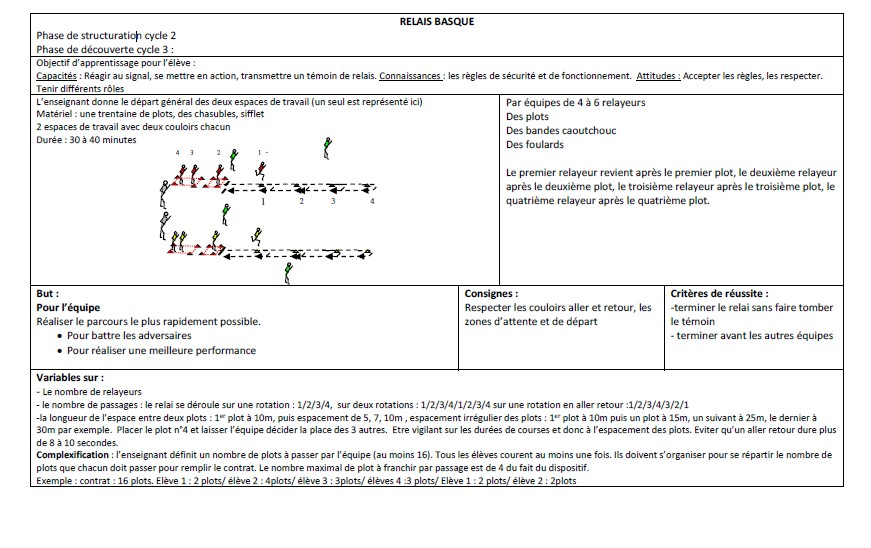 RELAIS BASQUE
Phase de structuration cycle 2
Phase de découverte cycle 3 :
Objectif d'apprentissage pour l'élève :
Capacités : Réagir au signal, se mettre en action, transmettre un témoin de relais. Connaissances : les règles de sécurité et de fonctionnement. Attitudes : Accepter les règles, les respecter.
Tenir différents rôles
L'enseignant donne le départ général des deux espaces de travail (un seul est représenté ici)
Matériel : une trentaine de plots, des chasubles, sifflet
2 espaces de travail avec deux couloirs chacun
Durée : 30 à 40 minutes
4 3 2 1 -
1 2 3 4
Par équipes de 4 à 6 relayeurs
Des plots
Des bandes caoutchouc
Des foulards
Le premier relayeur revient après le premier plot, le deuxième relayeur
après le deuxième plot, le troisième relayeur après le troisième plot, le
quatrième relayeur après le quatrième plot.
But :
Pour l'équipe
Réaliser le parcours le plus rapidement possible.
• Pour battre les adversaires
• Pour réaliser une meilleure performance
Consignes :
Respecter les couloirs aller et retour, les
zones d'attente et de départ
Critères de réussite :
-terminer le relai sans faire tomber
le témoin
- terminer avant les autres équipes
Variables sur :
- Le nombre de relayeurs
- le nombre de passages : le relai se déroule sur une rotation : 1/2/3/4, sur deux rotations : 1/2/3/4/1/2/3/4 sur une rotation en aller retour :1/2/3/4/3/2/1
-la longueur de l'espace entre deux plots : 1er plot à 10m, puis espacement de 5, 7, 10m , espacement irrégulier des plots : 1er plot à 10m puis un plot à 15m, un suivant à 25m, le dernier à
30m par exemple. Placer le plot n°4 et laisser l'équipe décider la place des 3 autres. Etre vigilant sur les durées de courses et donc à l'espacement des plots. Eviter qu'un aller retour dure plus
de 8 à 10 secondes.
Complexification : l'enseignant définit un nombre de plots à passer par l'équipe (au moins 16). Tous les élèves courent au moins une fois. Ils doivent s'organiser pour se répartir le nombre de
plots que chacun doit passer pour remplir le contrat. Le nombre maximal de plot à franchir par passage est de 4 du fait du dispositif.
Exemple : contrat : 16 plots. Elève 1 : 2 plots/ élève 2 : 4plots/ élève 3 : 3plots/ élèves 4 :3 plots/ Elève 1 : 2 plots/ élève 2 : 2plots